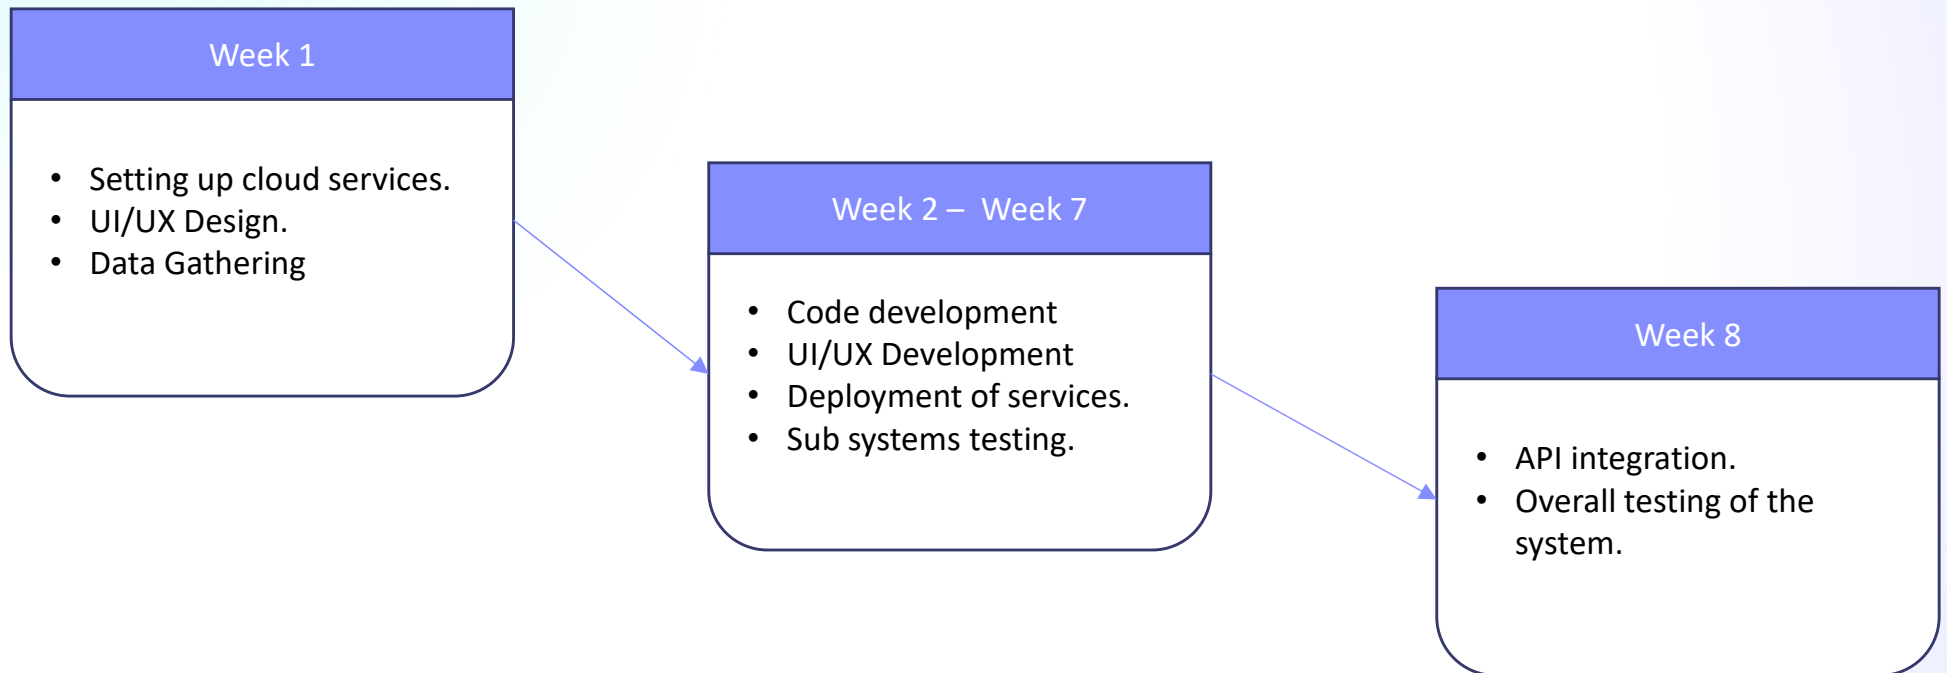 Week 1
• Setting up cloud services.
• UI/UX Design.
• Data Gathering
Week 2 – Week 7
• Code development
• UI/UX Development
• Deployment of services.
• Sub systems testing.
Week 8
• API integration.
• Overall testing of the
system.